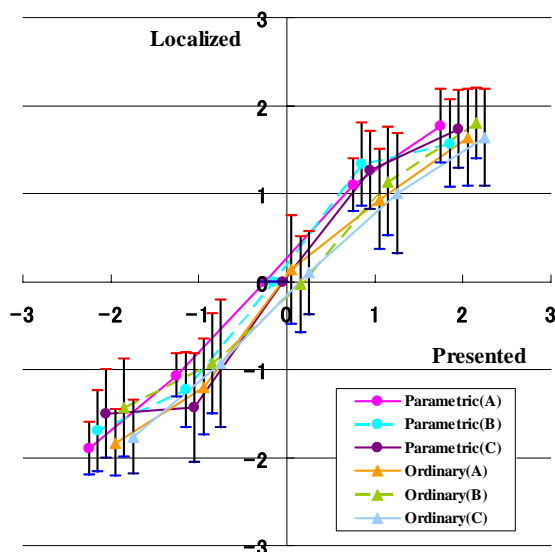 3
Localized
2
1
0
-3
-2
-1
0
1
2
3
-1
Presented
-2
-3
Parametric(A)
Parametric(B)
Parametric(C)
Ordinary(A)
Ordinary(B)
Ordinary(C)